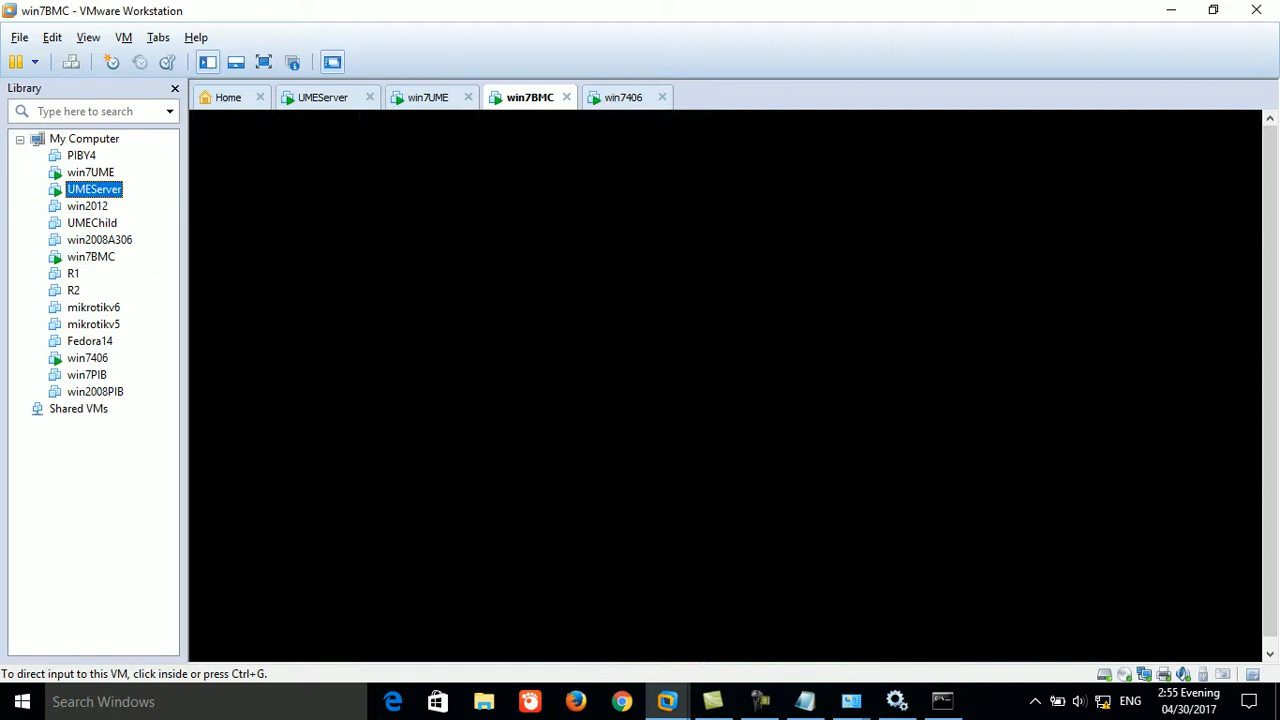 win7BMC - VMware Workstation
File Edit View VM Tabs Help
Library
Type here to search
My Computer
PIBY4
win7UME
UMEServer
win2012
UMEChild
win2008A306
win7BMC
R1
R2
mikrotikv6
mikrotikv5
Fedora14
win7406
win7PIB
win2008PIB
Shared VMs
Home UMEServer win7UME win7BMC win7406
To direct input to this VM, click inside or press Ctrl+G.
Search Windows
ENG
2:55 Evening
04/30/2017